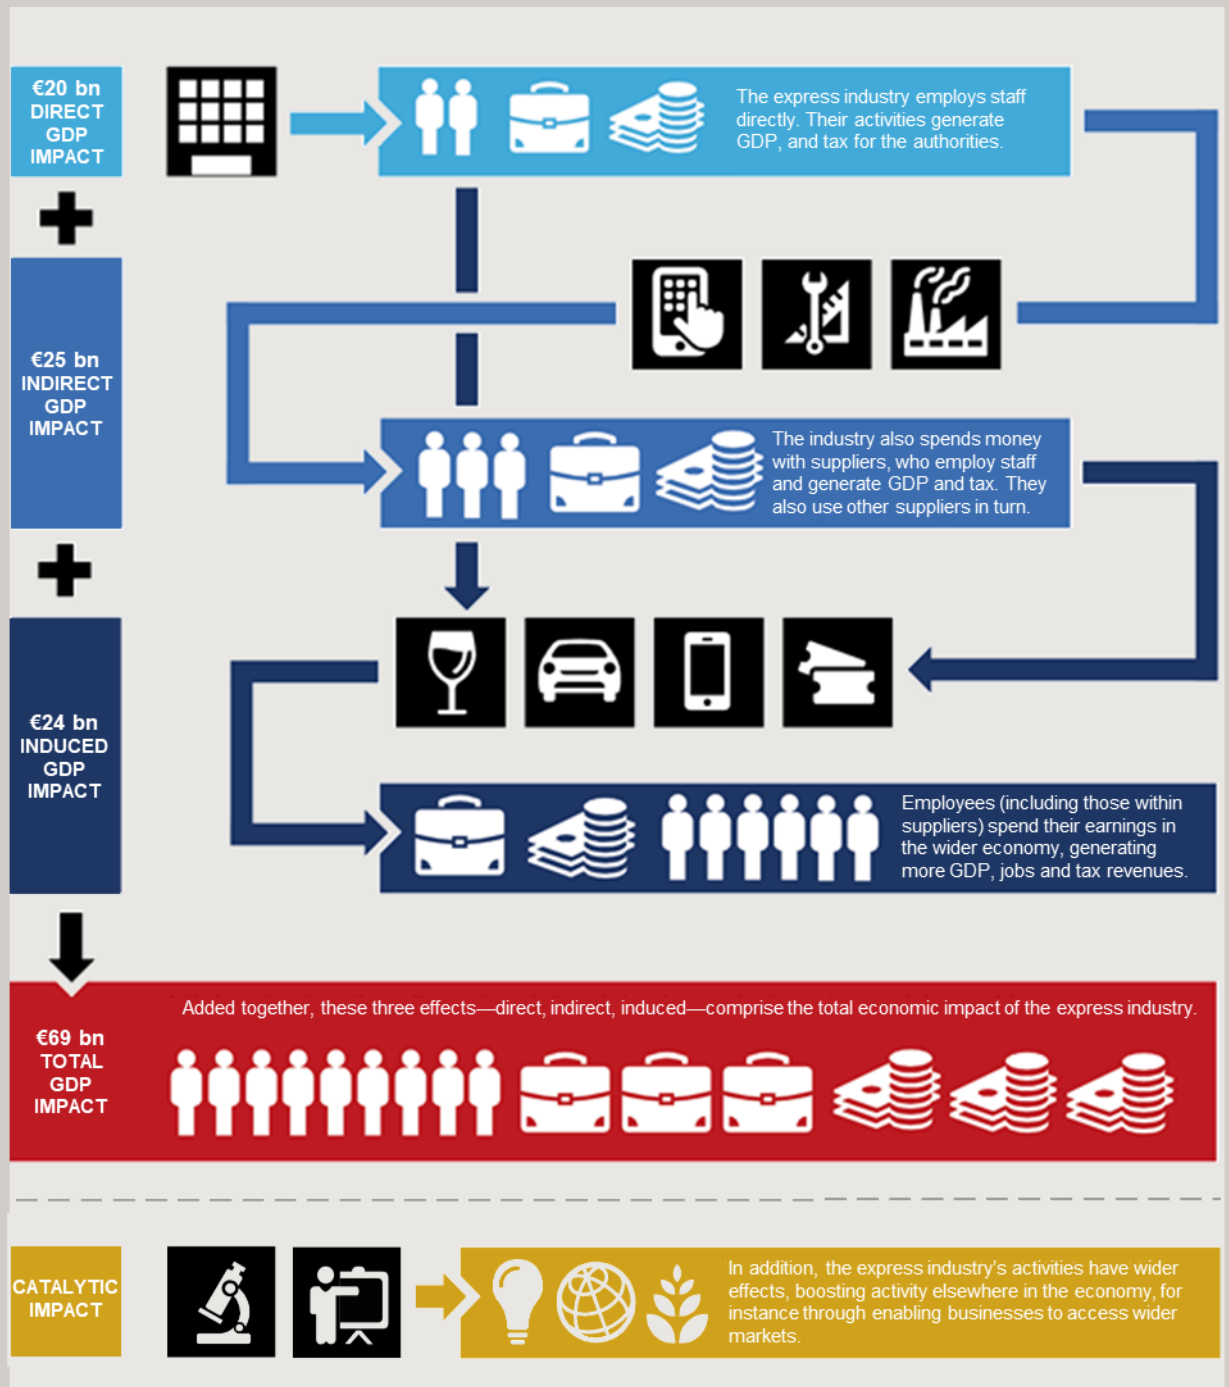 €20 bn
DIRECT
GDP
IMPACT
The express industry employs staff
directly. Their activities generate
GDP, and tax for the authorities.
€25 bn
INDIRECT
GDP
IMPACT
The industry also spends money
with suppliers, who employ staff
and generate GDP and tax. They
also use other suppliers in turn.
€24 bn
INDUCED
GDP
IMPACT
Employees (including those within
suppliers) spend their earnings in
the wider economy, generating
more GDP, jobs and tax revenues.
Added together, these three effects—direct, indirect, induced—comprise the total economic impact of the express industry.
€69 bn
TOTAL
GDP
IMPACT
CATALYTIC
IMPACT
In addition, the express industry's activities have wider
effects, boosting activity elsewhere in the economy, for
instance through enabling businesses to access wider
markets.